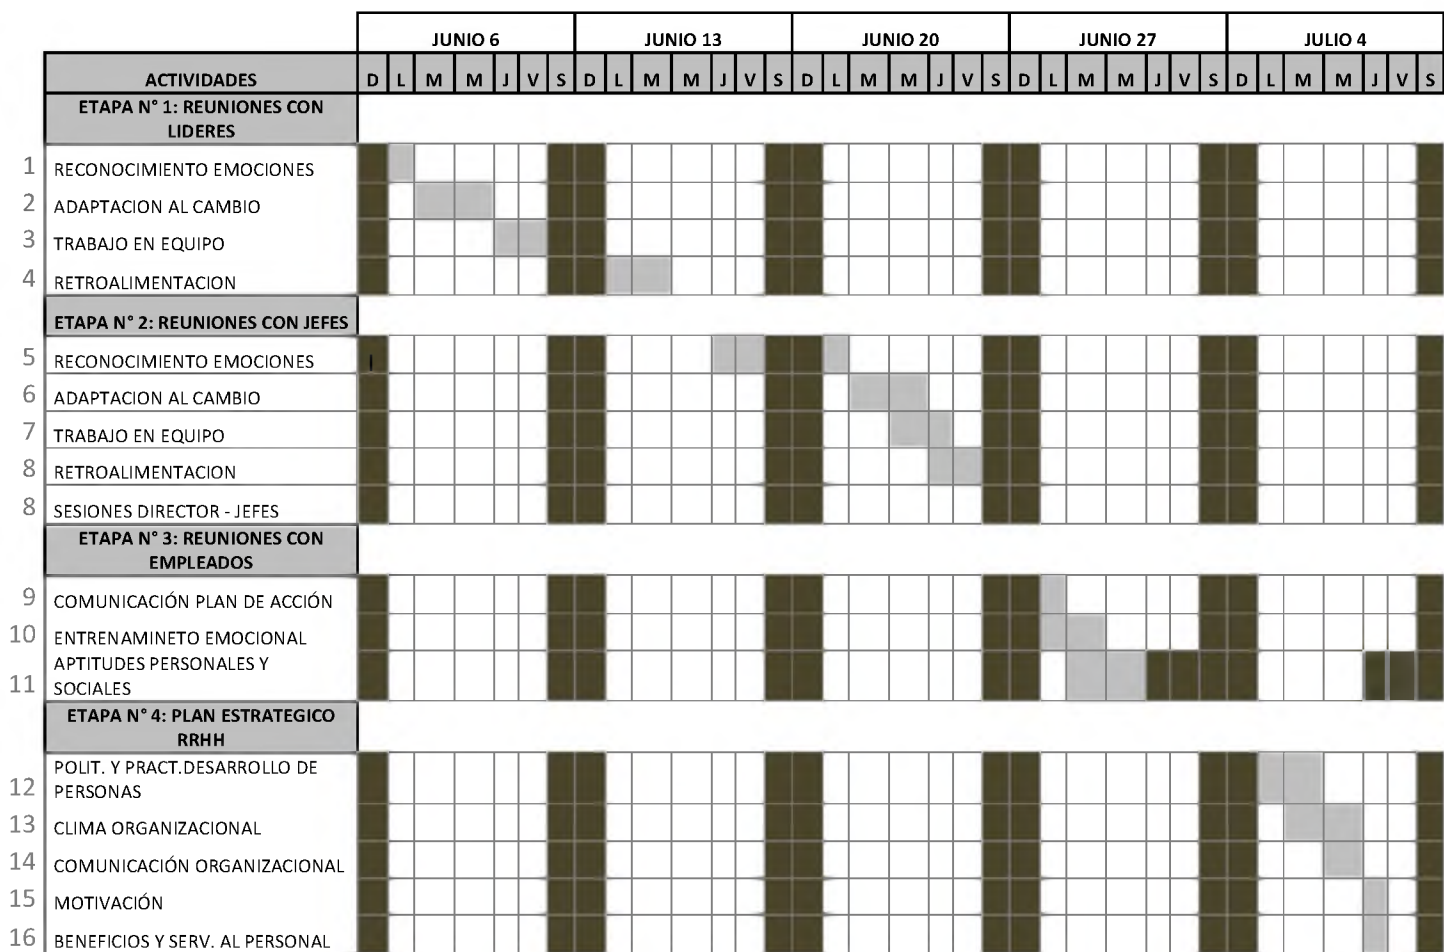 JUNIO 6 JUNIO 13 JUNIO 20 JUNIO 27 JULIO 4
ACTIVIDADES D L M M J V S D L M M J V S D L M M J V S D L M M J V S D L M M J V S
ETAPA N° 1: REUNIONES CON
LIDERES
1 RECONOCIMIENTO EMOCIONES
2 ADAPTACION AL CAMBIO
3 TRABAJO EN EQUIPO
4 RETROALIMENTACION
ETAPA N° 2: REUNIONES CON JEFES
5 RECONOCIMIENTO EMOCIONES
6 ADAPTACION AL CAMBIO
7 TRABAJO EN EQUIPO
8 RETROALIMENTACION
8 SESIONES DIRECTOR - JEFES
ETAPA N° 3: REUNIONES CON
EMPLEADOS
9 COMUNICACIÓN PLAN DE ACCIÓN
10 ENTRENAMINETO EMOCIONAL
APTITUDES PERSONALES Y
11 SOCIALES
ETAPA N° 4: PLAN ESTRATEGICO
RRHH
POLIT. Y PRACT.DESARROLLO DE
12 PERSONAS
13 CLIMA ORGANIZACIONAL
14 COMUNICACIÓN ORGANIZACIONAL
15 MOTIVACIÓN
16 BENEFICIOS Y SERV. AL PERSONAL